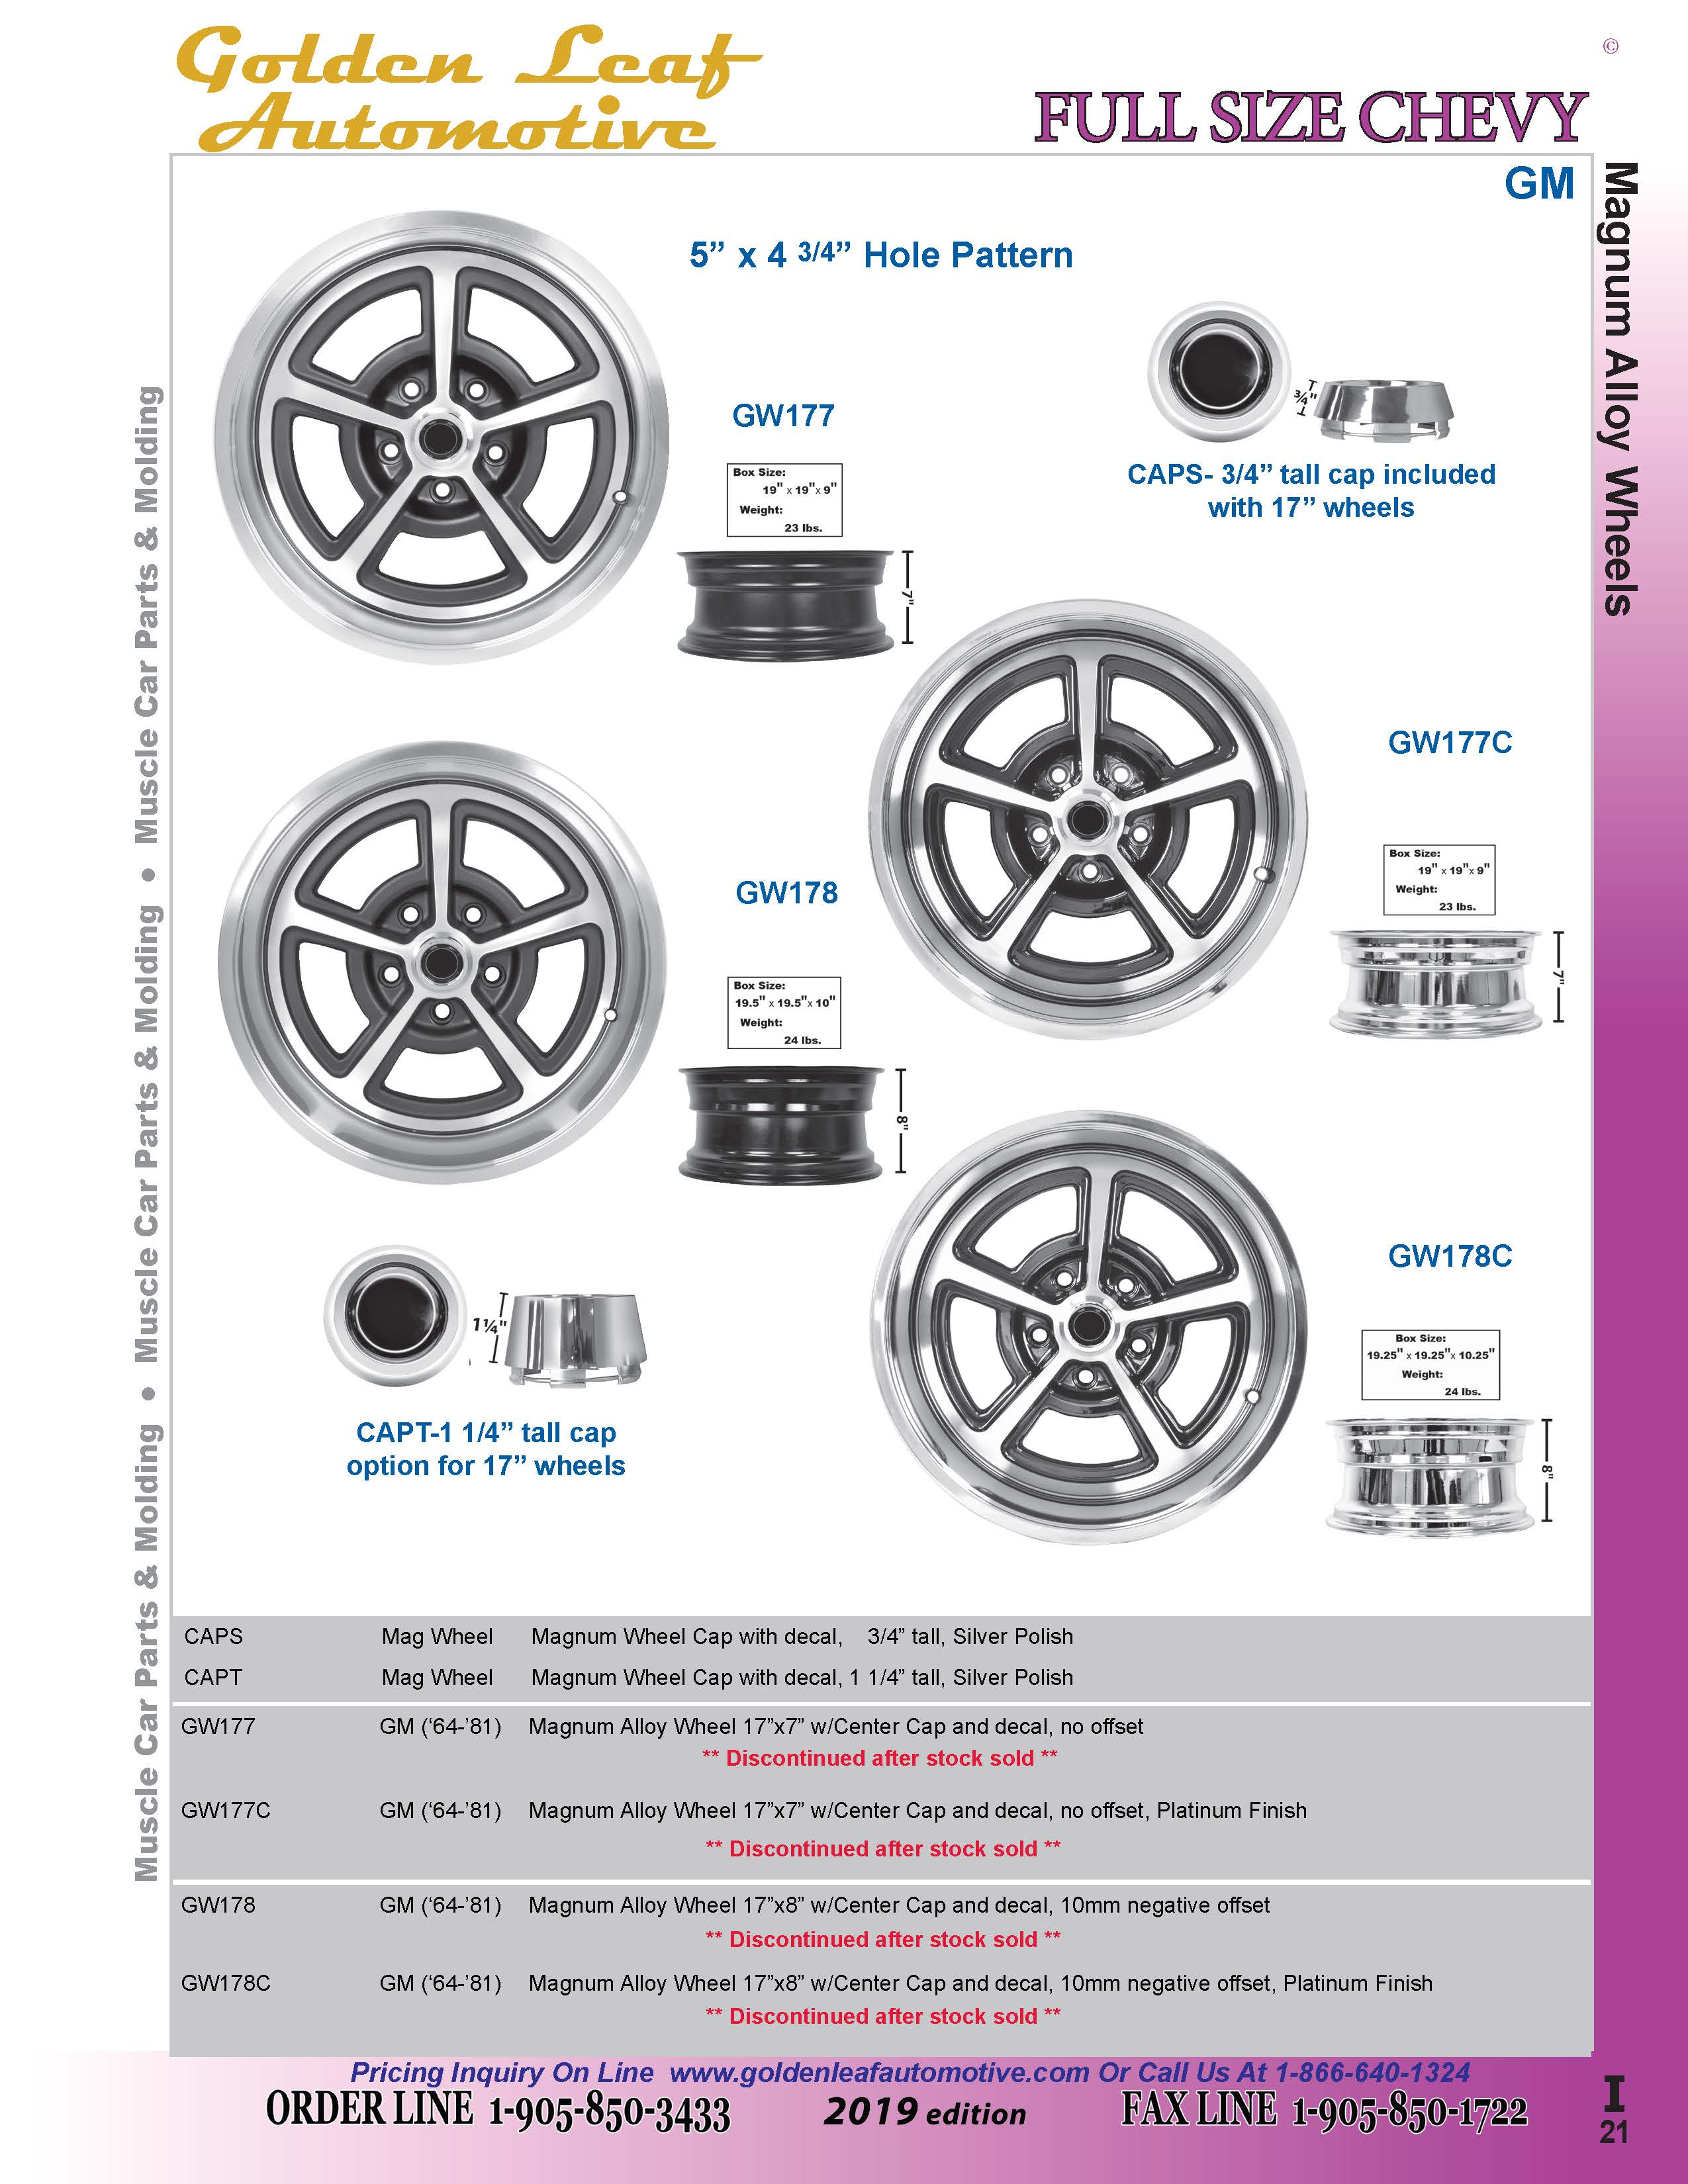 ©
Golden Leaf
Automotive
FULL SIZE CHEVY
GM
Magnum Alloy Wheels
Muscle Car Parts & Molding • Muscle Car Parts & Molding • Muscle Car Parts & Molding
5” x 4 3/4” Hole Pattern
GW177
Box Size:
19" x 19"x 9"
Weight:
23 lbs.
7"
3/4"
CAPS- 3/4” tall cap included
with 17” wheels
GW177C
Box Size:
19" x 19"x 9"
Weight:
23 lbs.
7"
GW178
Box Size:
19.5" x 19.5"x 10"
Weight:
24 lbs.
8"
GW178C
Box Size:
19.25" x 19.25"x 10.25"
Weight:
24 lbs.
8"
1¼"
CAPT-1 1/4” tall cap
option for 17” wheels
CAPS Mag Wheel Magnum Wheel Cap with decal, 3/4” tall, Silver Polish
CAPT Mag Wheel Magnum Wheel Cap with decal, 1 1/4” tall, Silver Polish
GW177 GM (‘64-’81) Magnum Alloy Wheel 17”x7” w/Center Cap and decal, no offset
** Discontinued after stock sold **
GW177C GM (‘64-’81) Magnum Alloy Wheel 17”x7” w/Center Cap and decal, no offset, Platinum Finish
** Discontinued after stock sold **
GW178 GM (‘64-’81) Magnum Alloy Wheel 17”x8” w/Center Cap and decal, 10mm negative offset
** Discontinued after stock sold **
GW178C GM (‘64-’81) Magnum Alloy Wheel 17”x8” w/Center Cap and decal, 10mm negative offset, Platinum Finish
** Discontinued after stock sold **
Pricing Inquiry On Line www.goldenleafautomotive.com Or Call Us At 1-866-640-1324
ORDER LINE 1-905-850-3433 2019 edition FAX LINE 1-905-850-1722
I
21